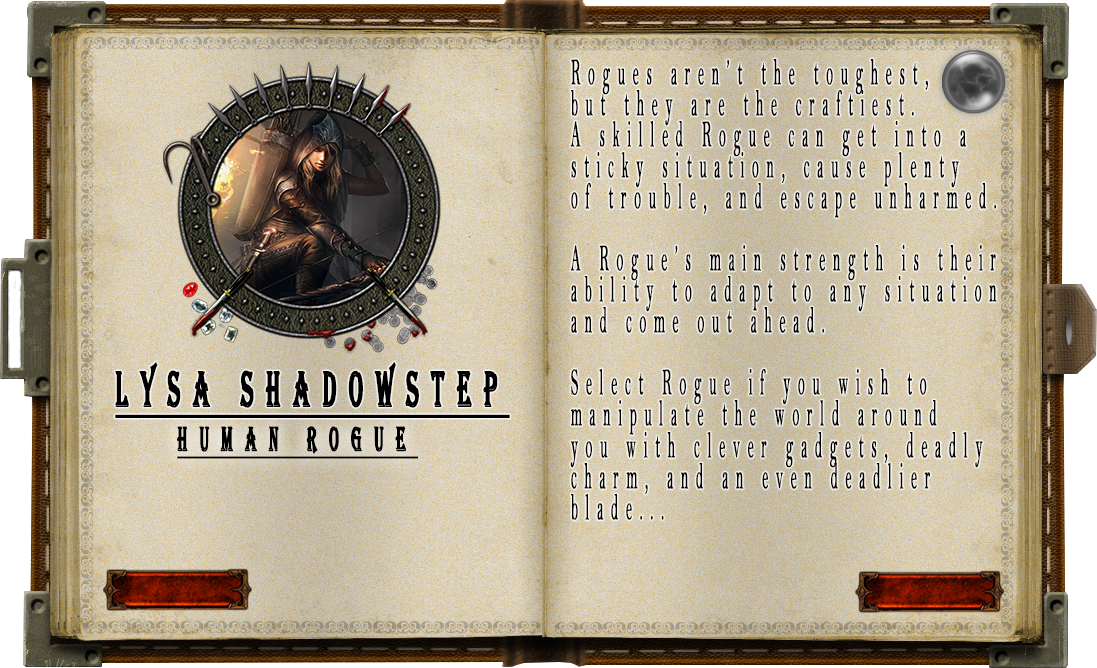 LYSA SHADOWSTEP
HUMAN ROGUE
Rogues aren't the toughest,
but they are the craftiest.
A skilled Rogue can get into a
sticky situation, cause plenty
of trouble, and escape unharmed.
A Rogue's main strength is their
ability to adapt to any situation
and come out ahead.
Select Rogue if you wish to
manipulate the world around
you with clever gadgets, deadly
charm, and an even deadlier
blade...